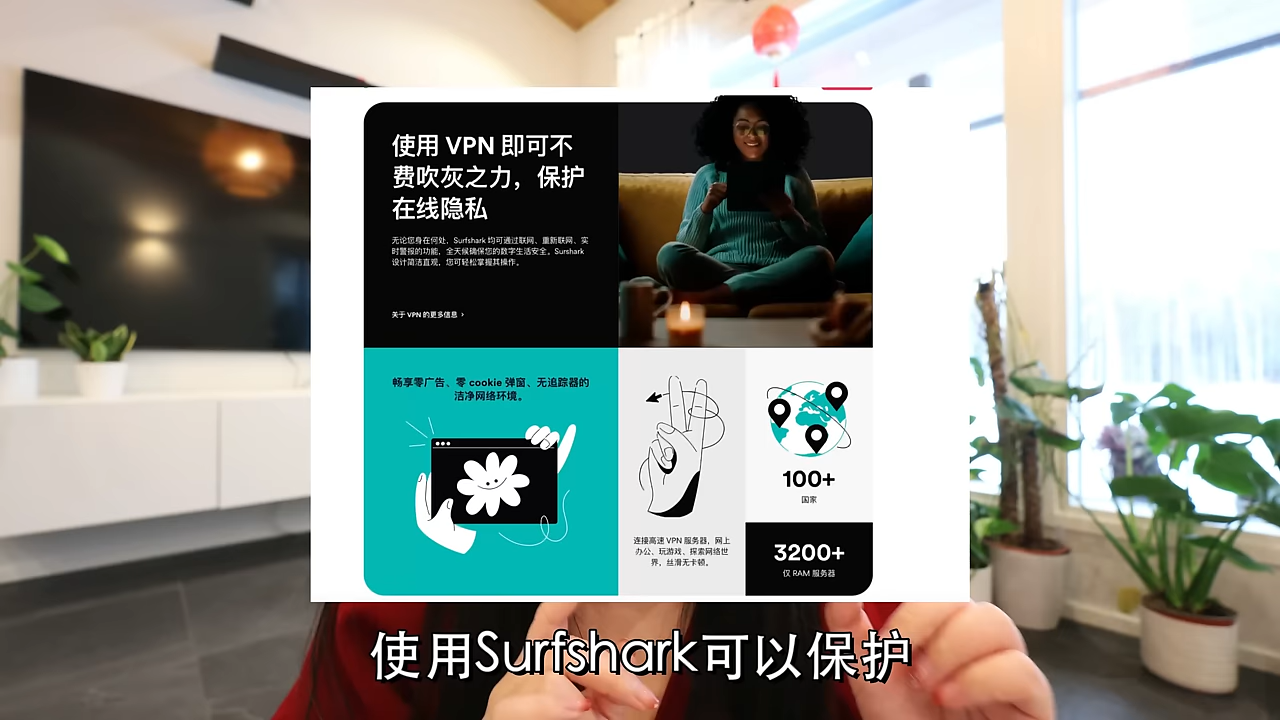 使用 VPN 即可不
费吹灰之力，保护
在线隐私
无论您身在何处，Surfshark 均可通过联网、重新联网、实
时警报的功能，全天候确保您的数字生活安全。Surshark
设计简洁直观，您可轻松掌握其操作。
关于 VPN 的更多信息 ›
畅享零广告、零 cookie 弹窗、无追踪器的
洁净网络环境。
连接高速 VPN 服务器，网上
办公、玩游戏、探索网络世
界，丝滑无卡顿。
100+
国家
3200+
仅 RAM 服务器
使用Surfshark可以保护